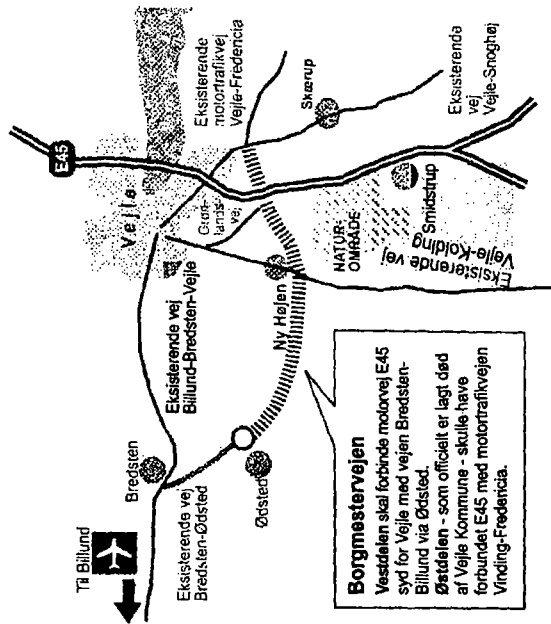 Til Billund
Bredsten
Eksisterende vej
Bredsten-Ødsted
Ødsted
Eksisterende vej
Billund-Bredsten-Vejle
Vejle
E45
Grøn-
lands-
vej
Ny Højen
Eksisterende
motortrafikvej
Vejle-Fredericia
Skærup
NATUR-
OMRÅDE
Smidstrup
Eksisterende vej
Vejle-Kolding
Eksisterende
vej
Vejle-Snoghøj
Borgmestervejen
Vestdelen skal forbinde motorvej E45
syd for Vejle med vejen Bredsten-
Billund via Ødsted.
Østdelen - som officielt er lagt død
af Vejle Kommune - skulle have
forbundet E45 med motortrafikvejen
Vinding-Fredericia.